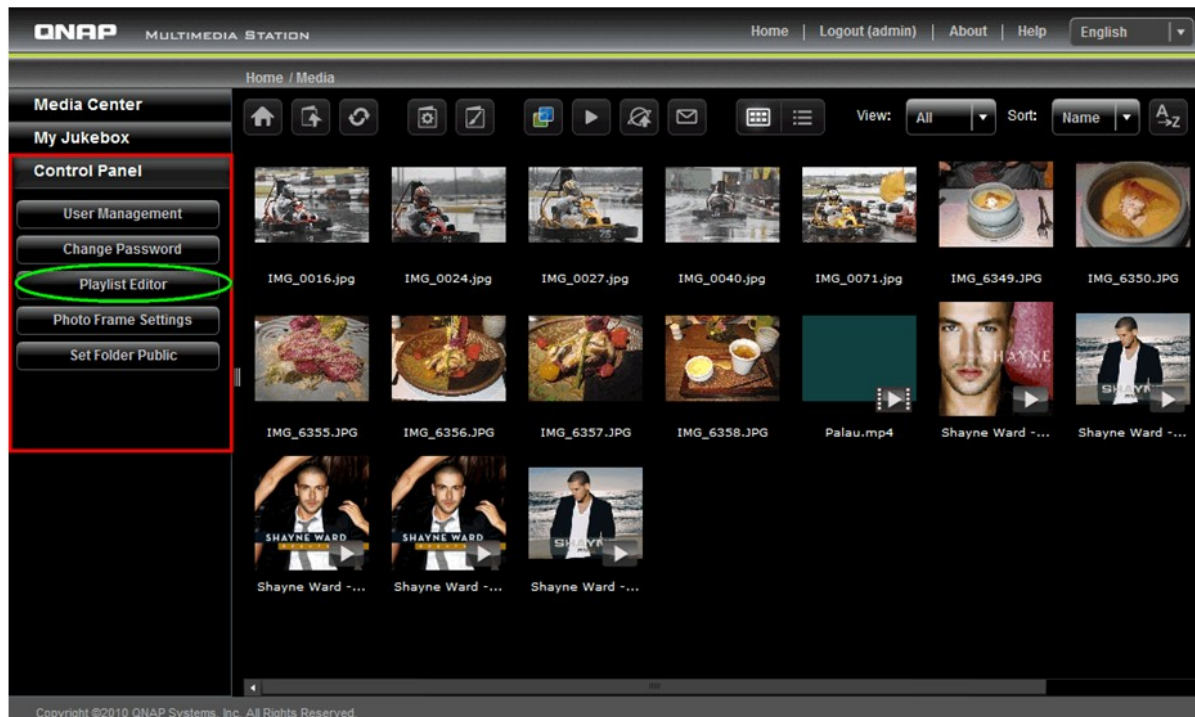 QNAP MULTIMEDIA STATION
Home | Logout (admin) | About | Help English
Home / Media
Media Center
My Jukebox
Control Panel
User Management
Change Password
Playlist Editor
Photo Frame Settings
Set Folder Public
View: All Sort: Name A→Z
IMG_0016.jpg IMG_0024.jpg IMG_0027.jpg IMG_0040.jpg IMG_0071.jpg IMG_6349.JPG IMG_6350.JPG
SHAYNE
SHAYN
IMG_6355.JPG IMG_6356.JPG IMG_6357.JPG IMG_6358.JPG Palau.mp4 Shayne Ward -... Shayne Ward -...
SHAYNE WARD
SHAYNE WARD
SHAYN
Shayne Ward -... Shayne Ward -... Shayne Ward -...
Copyright ©2010 QNAP Systems, Inc. All Rights Reserved.